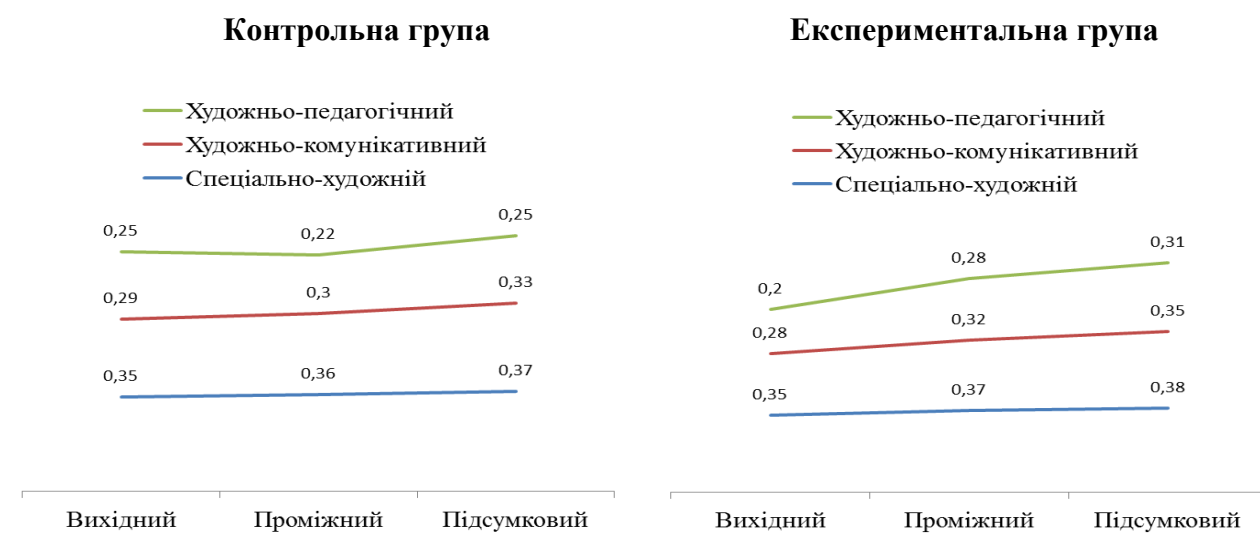 Контрольна група
Художньо-педагогічний
Художньо-комунікативний
Спеціально-художній
0,25
0,22
0,25
0,29
0,3
0,33
0,35
0,36
0,37
Вихідний
Проміжний
Підсумковий
Експериментальна група
Художньо-педагогічний
Художньо-комунікативний
Спеціально-художній
0,2
0,28
0,31
0,28
0,32
0,35
0,35
0,37
0,38
Вихідний
Проміжний
Підсумковий